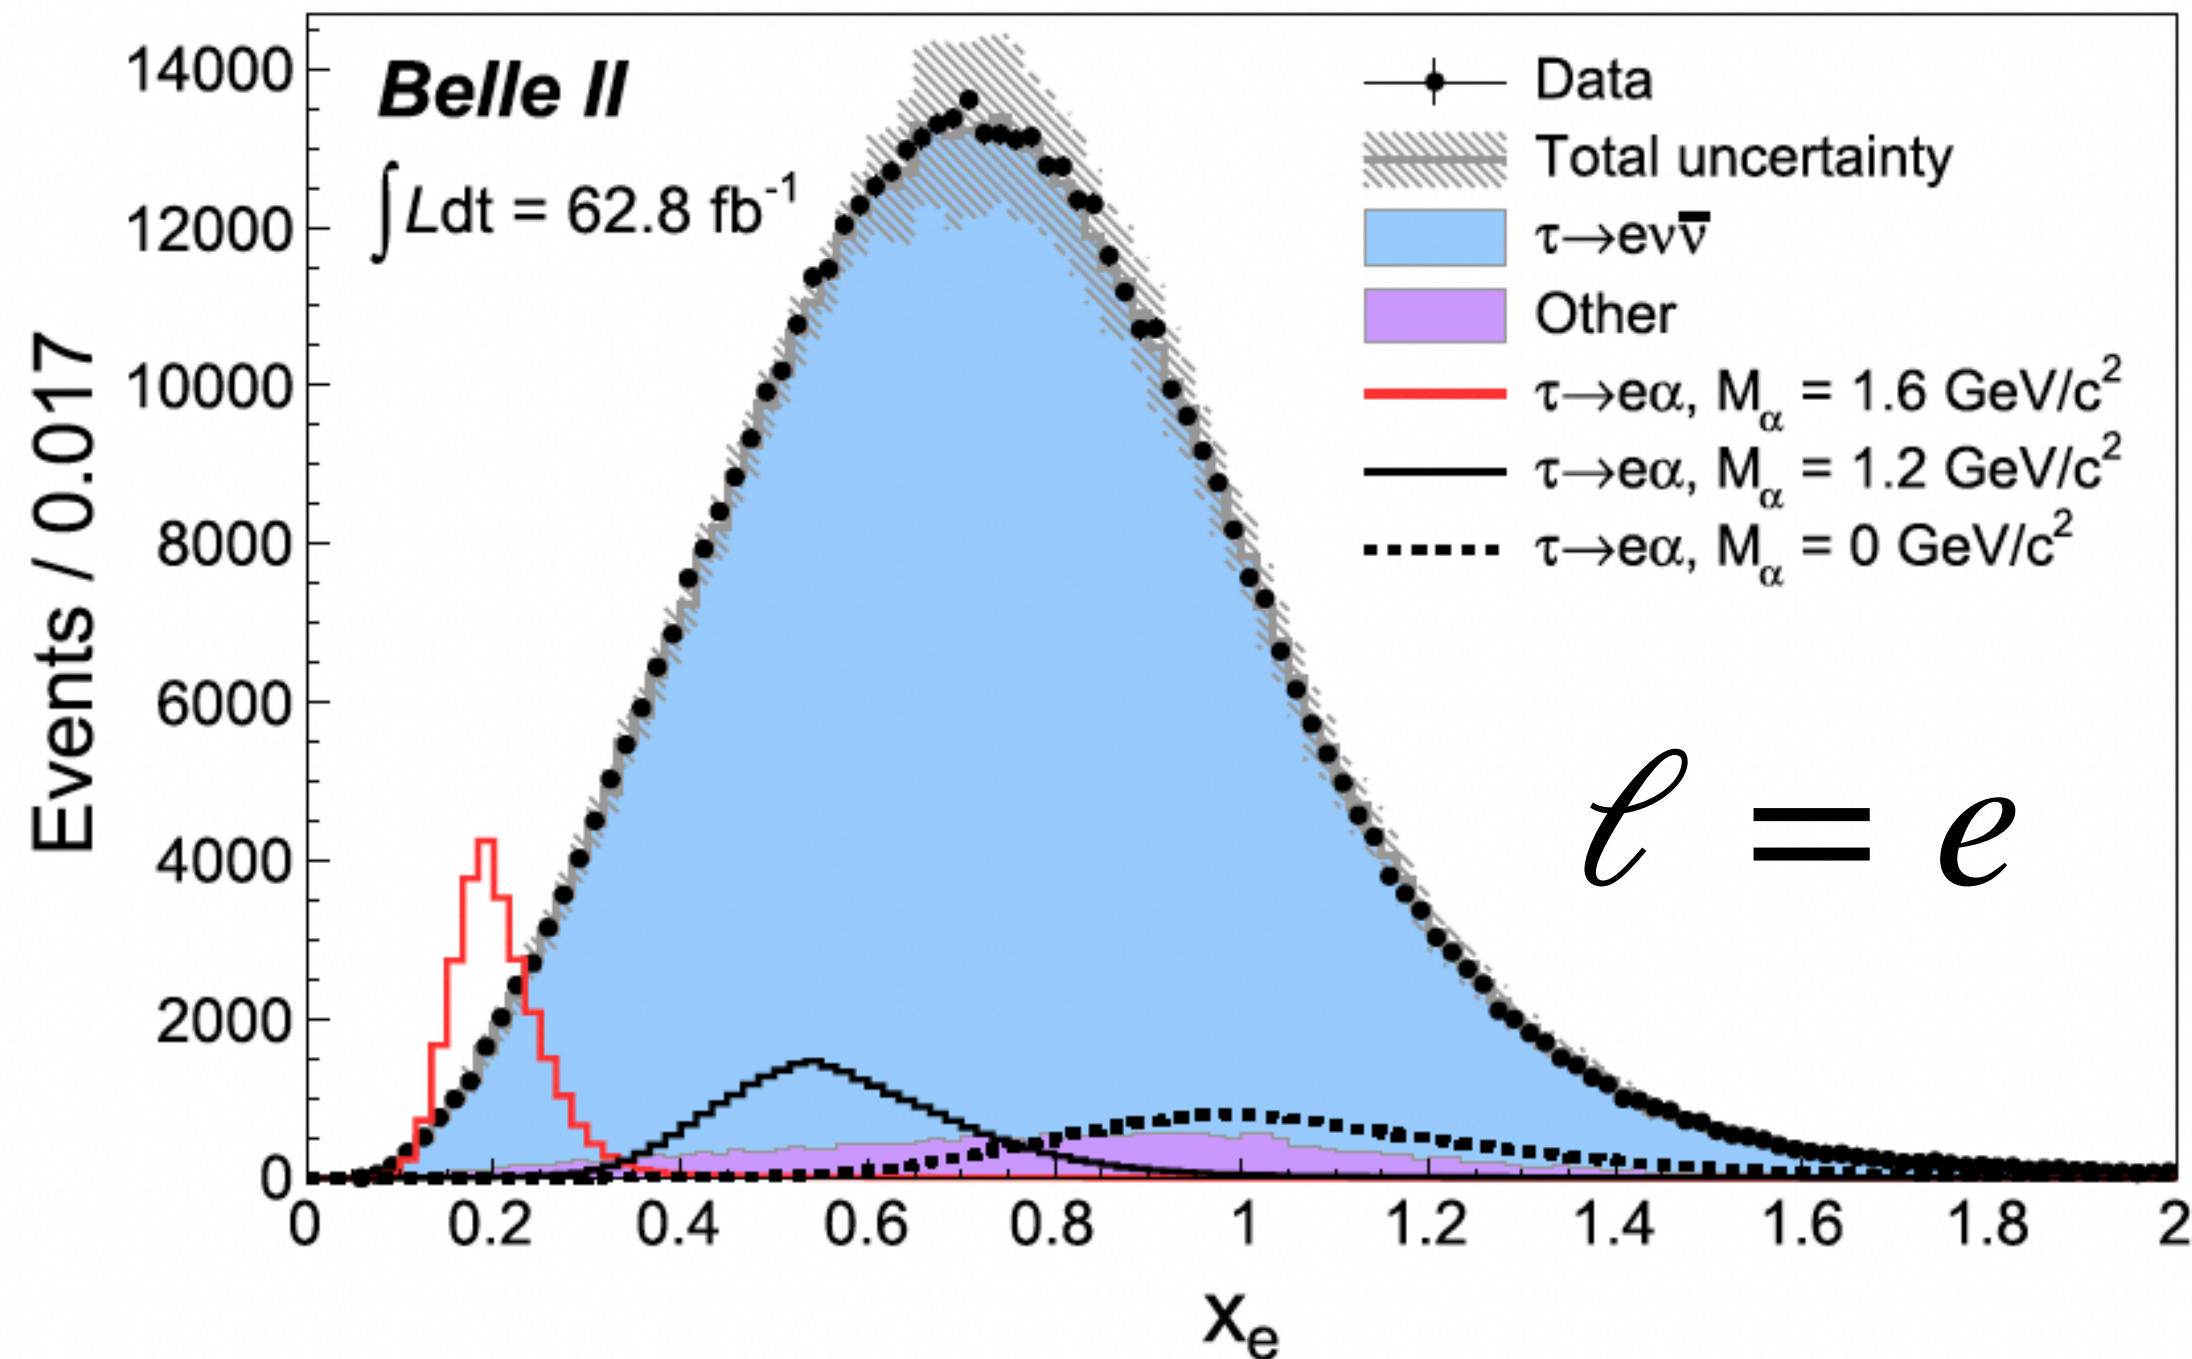 Belle II
∫Ldt = 62.8 fb⁻¹
Data
Total uncertainty
τ→eνν̅
Other
τ→eα, Mα = 1.6 GeV/c²
τ→eα, Mα = 1.2 GeV/c²
τ→eα, Mα = 0 GeV/c²
ℓ = e
Events / 0.017
14000
12000
10000
8000
6000
4000
2000
0
0 0.2 0.4 0.6 0.8 1 1.2 1.4 1.6 1.8 2
xₑ